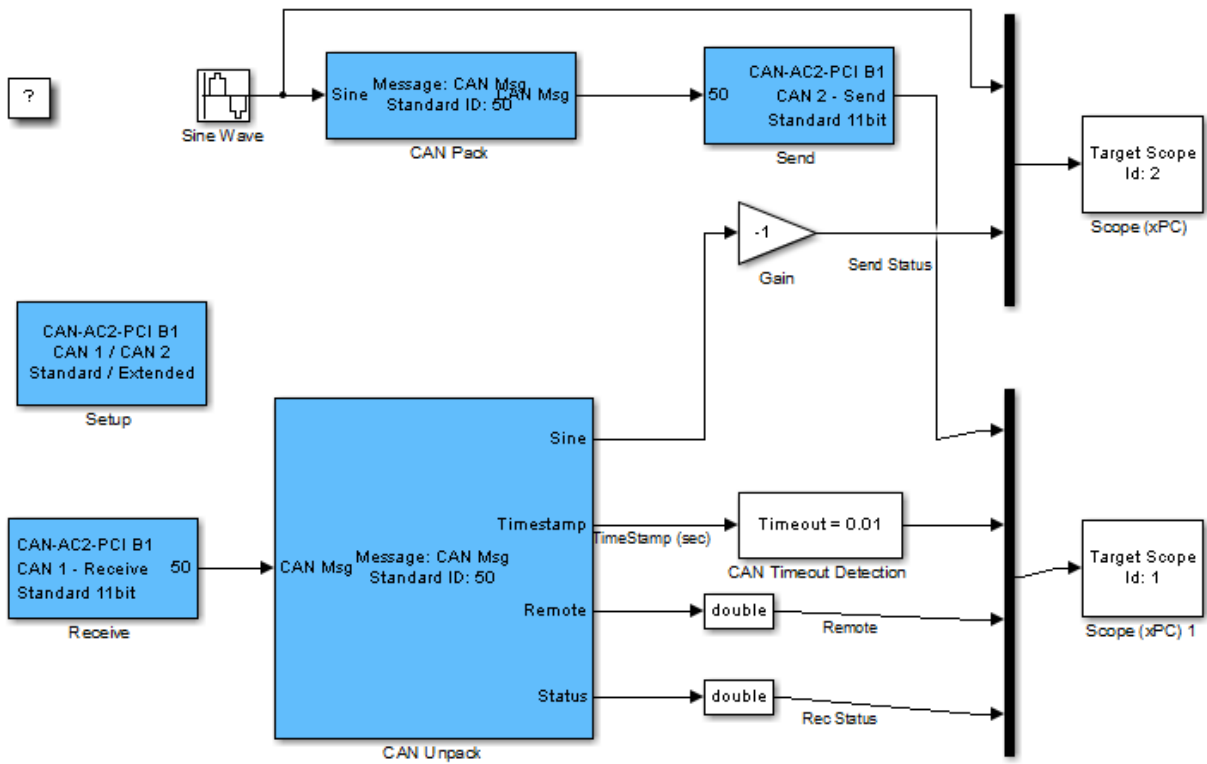 ?
Sine Wave
Sine
Message: CAN Msg
Standard ID: 50
CAN Msg
CAN Pack
50
CAN-AC2-PCI B1
CAN 2 - Send
Standard 11bit
Send
Target Scope
Id: 2
Scope (xPC)
-1
Gain
Send Status
CAN-AC2-PCI B1
CAN 1 / CAN 2
Standard / Extended
Setup
CAN-AC2-PCI B1
CAN 1 - Receive
Standard 11bit
50
Receive
CAN Msg
Message: CAN Msg
Standard ID: 50
Sine
Timestamp
Remote
Status
CAN Unpack
TimeStamp (sec)
Timeout = 0.01
CAN Timeout Detection
double
Remote
double
Rec Status
Target Scope
Id: 1
Scope (xPC) 1